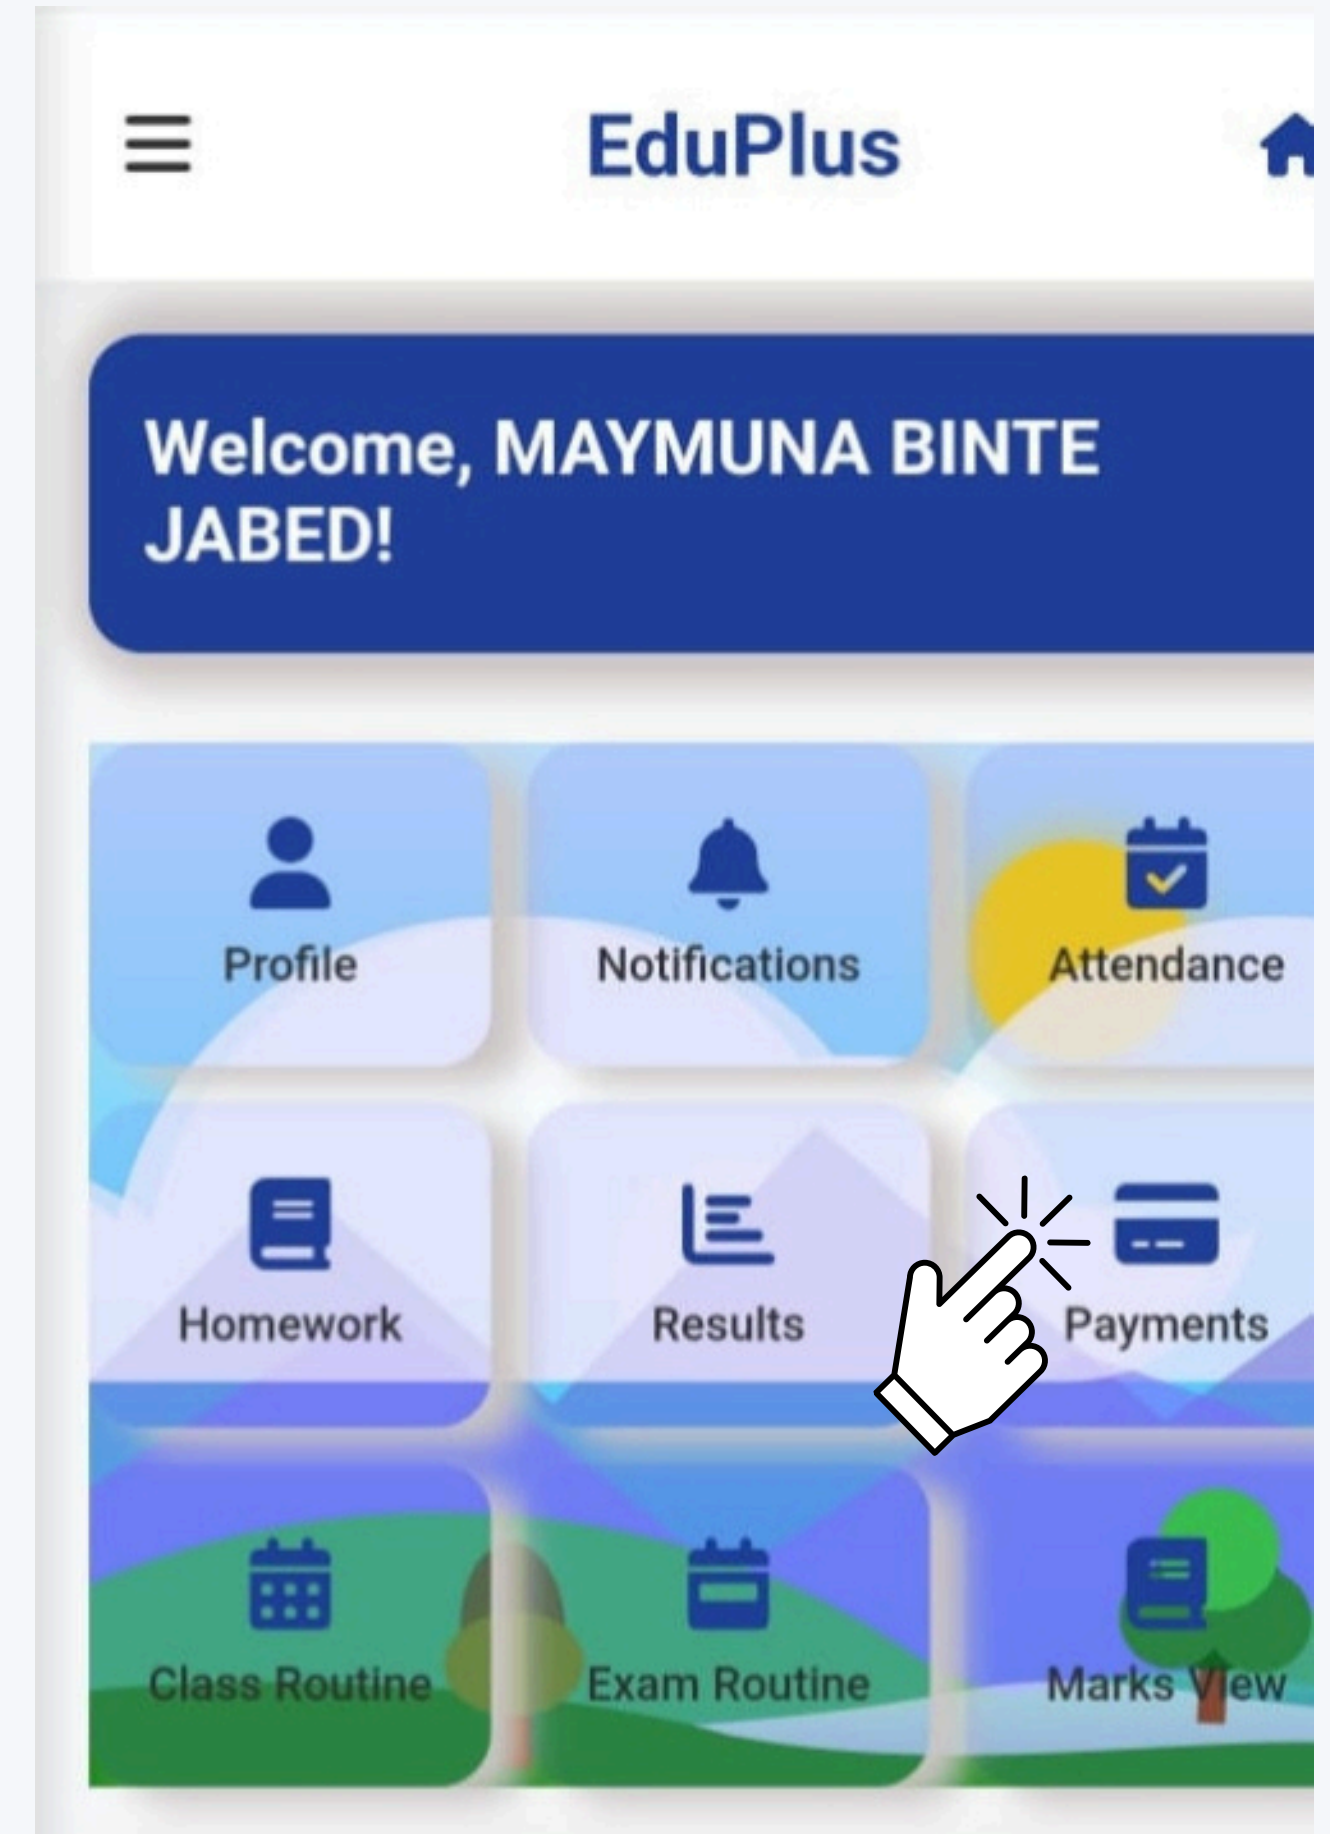 EduPlus
Welcome, MAYMUNA BINTE
JABED!
Profile
Notifications
Attendance
Homework
Results
Payments
Class Routine
Exam Routine
Marks View